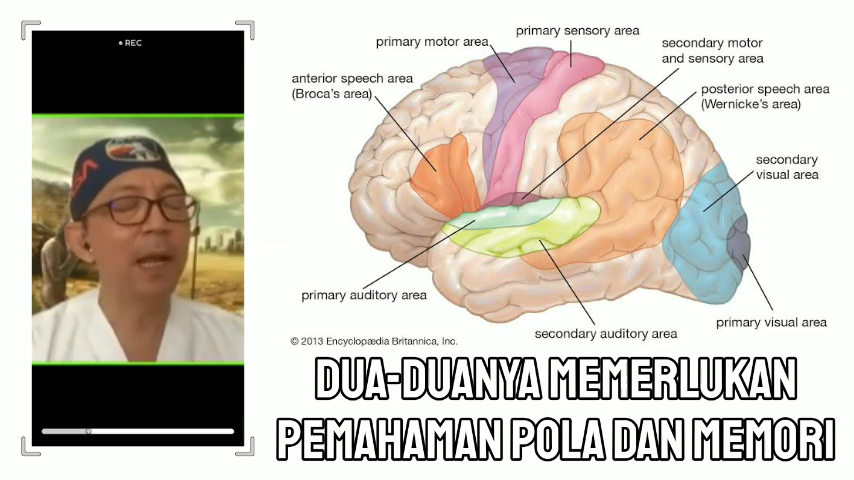 REC
primary motor area
primary sensory area
secondary motor
and sensory area
anterior speech area
(Broca's area)
posterior speech area
(Wernicke's area)
secondary
visual area
primary auditory area
secondary auditory area
primary visual area
© 2013 Encyclopædia Britannica, Inc.
DUA-DUANYA MEMERLUKAN
PEMAHAMAN POLA DAN MEMORI